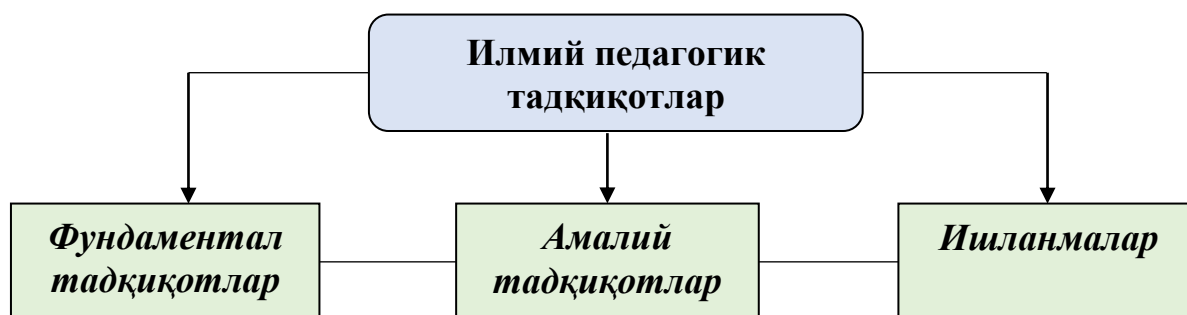 Илмий педагогик
тадқиқотлар
Фундаментал
тадқиқотлар
Амалий
тадқиқотлар
Ишланмалар